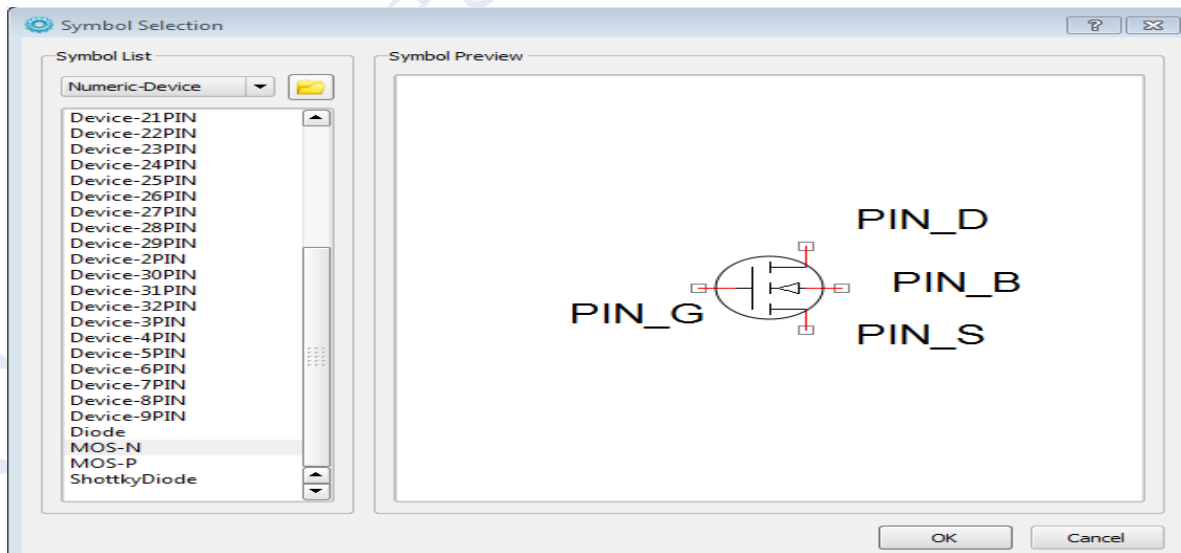 Symbol Selection
Symbol List
Numeric-Device
Device-21PIN
Device-22PIN
Device-23PIN
Device-24PIN
Device-25PIN
Device-26PIN
Device-27PIN
Device-28PIN
Device-29PIN
Device-2PIN
Device-30PIN
Device-31PIN
Device-32PIN
Device-3PIN
Device-4PIN
Device-5PIN
Device-6PIN
Device-7PIN
Device-8PIN
Device-9PIN
Diode
MOS-N
MOS-P
ShottkyDiode
Symbol Preview
PIN_D
PIN_B
PIN_G
PIN_S
OK
Cancel